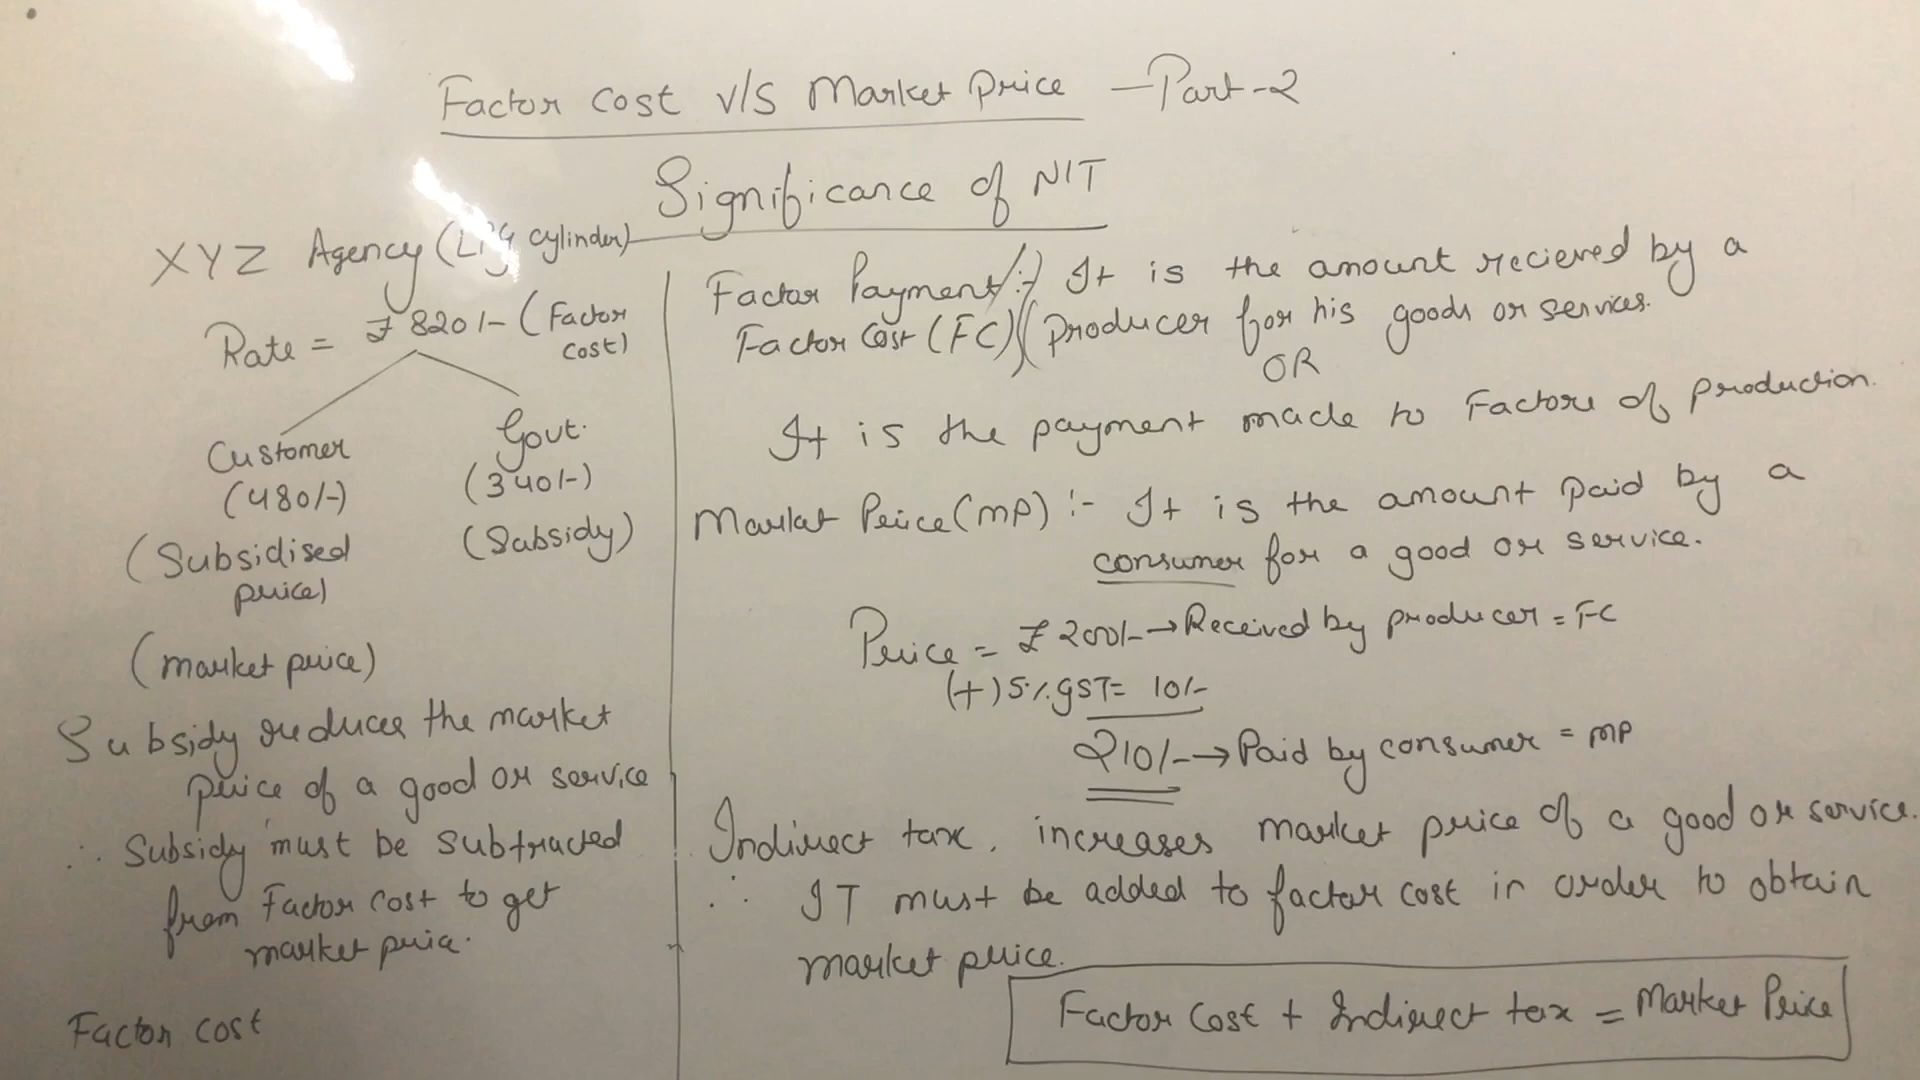 Factor cost v/s Market price - Part-2
Significance of NIT
XYZ Agency (LPG cylinder)
Rate = ₹ 820/- (Factor cost)
Customer
(480/-)
(Subsidised
price)
(market price)
Govt.
(340/-)
(Subsidy)
Subsidy reduces the market
price of a good or service
∴ Subsidy must be subtracted
from Factor cost to get
market price.
Factor cost
Factor Payment/:-) It is the amount recieved by a
Factor Cost (FC) producer for his goods or services.
OR
It is the payment made to Factors of production.
Market Price (MP) :- It is the amount paid by a
consumer for a good or service.
Price = ₹ 200/- → Received by producer = FC
(+) 5% GST = 10/-
210/- → Paid by consumer = MP
Indirect tax, increases market price of a good or service.
∴ IT must be added to factor cost in order to obtain
market price.
Factor Cost + Indirect tax = Market Price